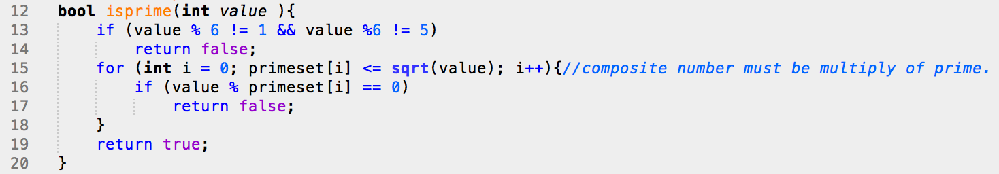 12 bool isprime(int value ){
13 if (value % 6 != 1 && value %6 != 5)
14 return false;
15 for (int i = 0; primeset[i] <= sqrt(value); i++){//composite number must be multiply of prime.
16 if (value % primeset[i] == 0)
17 return false;
18 }
19 return true;
20 }